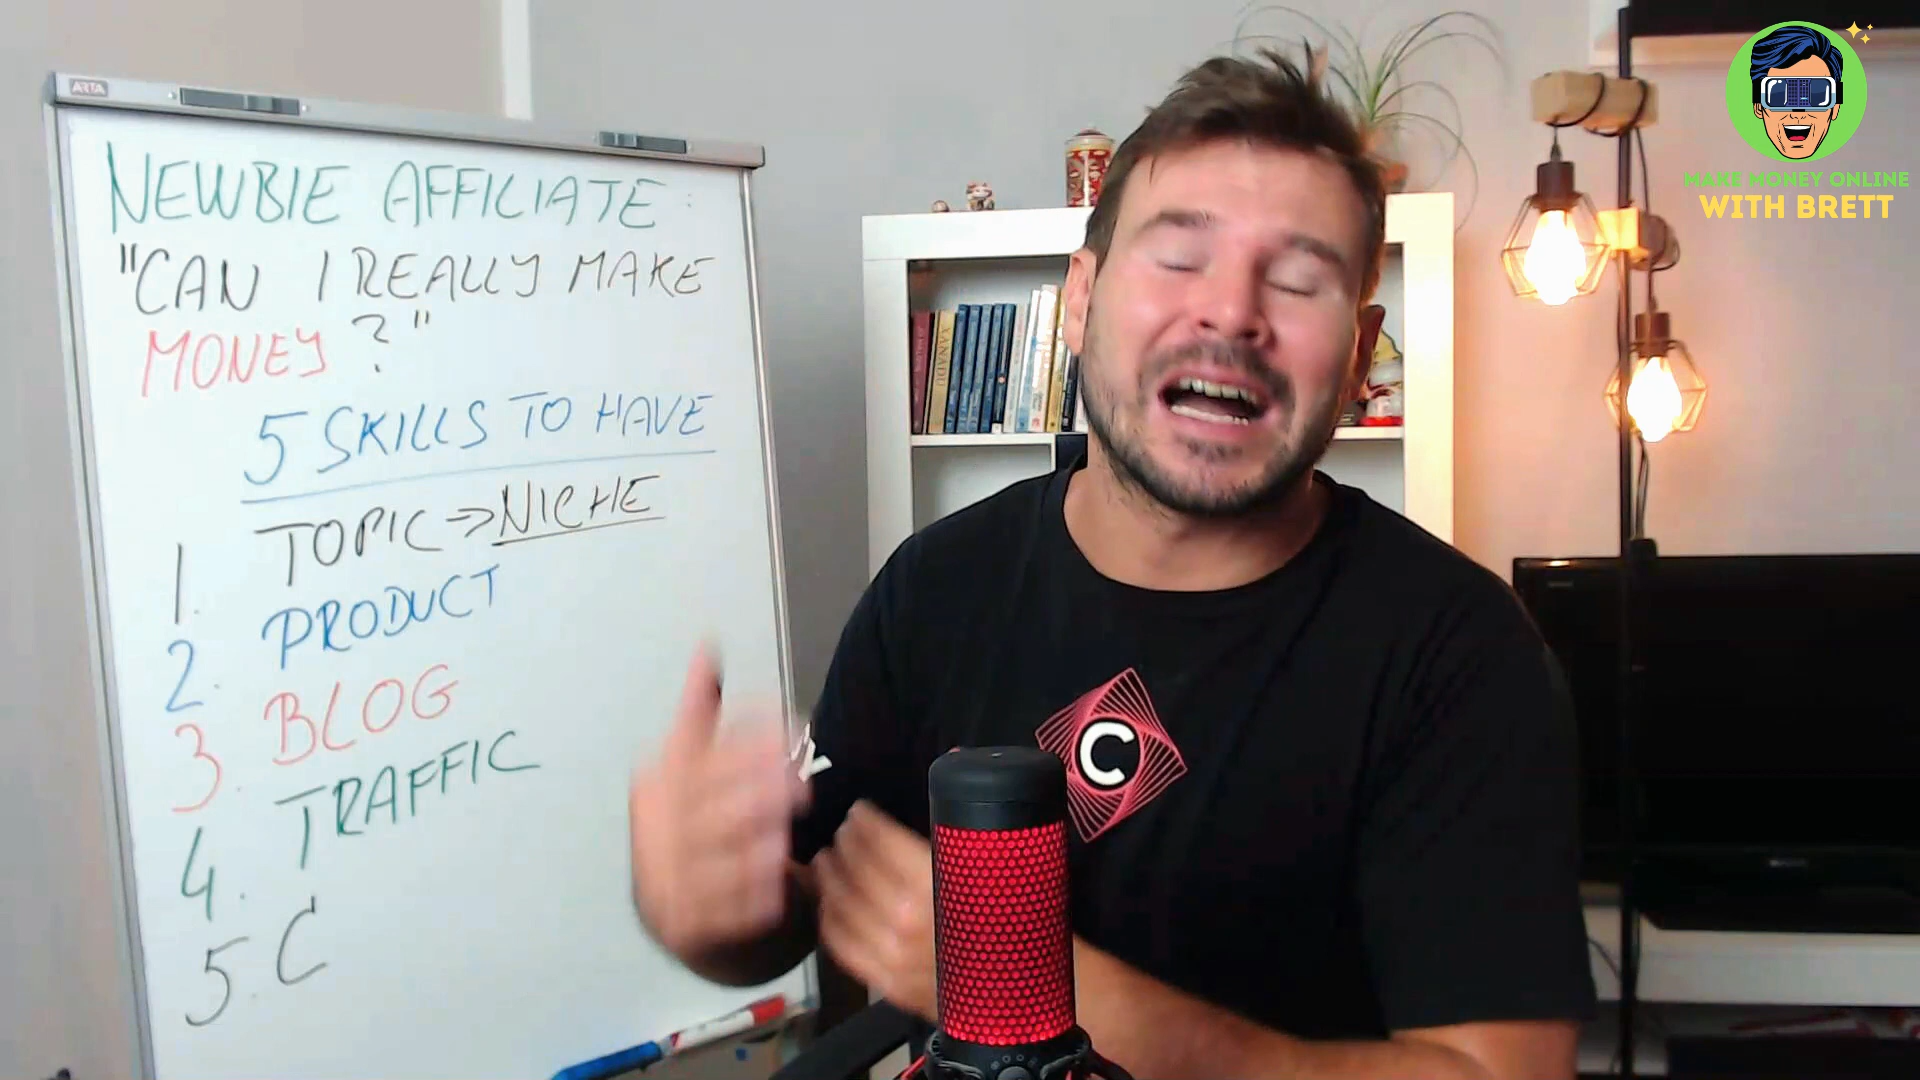 ARTA
NEWBIE AFFILIATE:
"CAN I REALLY MAKE
MONEY?"
5 SKILLS TO HAVE
1. TOPIC → NICHE
2. PRODUCT
3. BLOG
4. TRAFFIC
5. C
XANADU
C
MAKE MONEY ONLINE
WITH BRETT